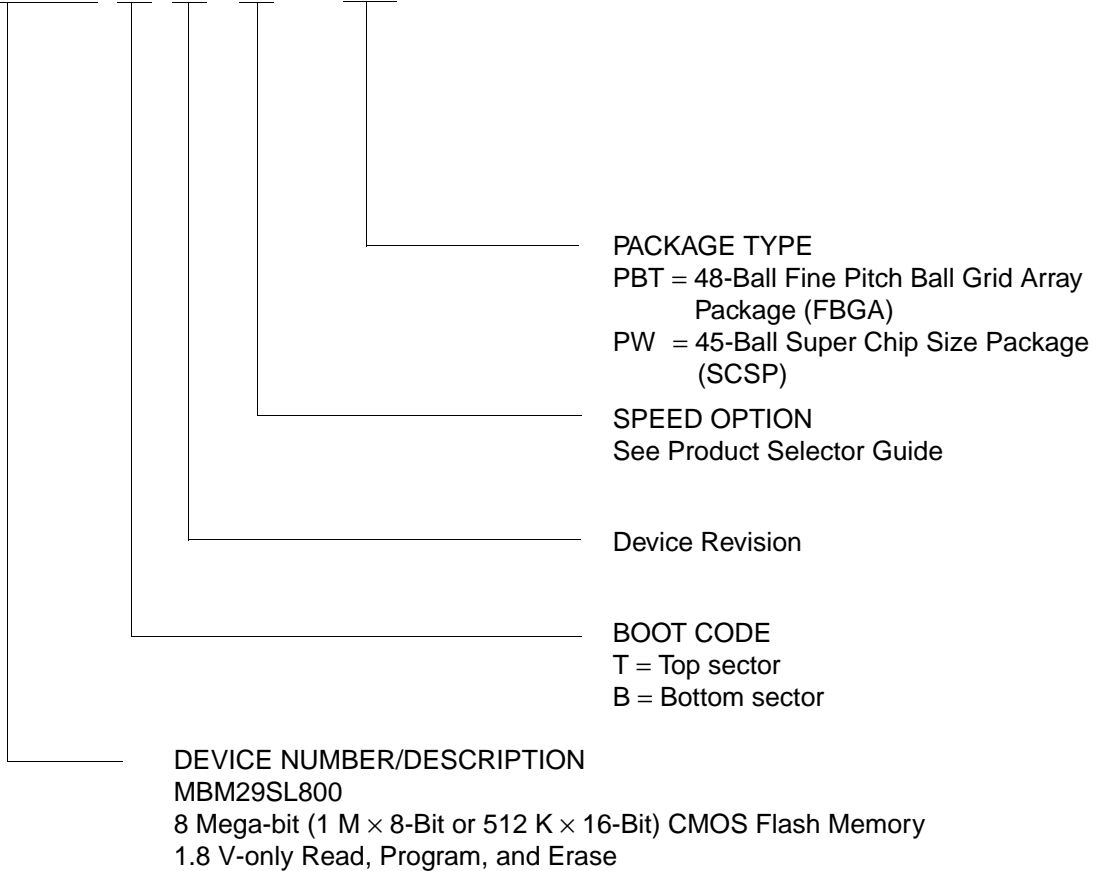 PACKAGE TYPE
PBT = 48-Ball Fine Pitch Ball Grid Array
Package (FBGA)
PW = 45-Ball Super Chip Size Package
(SCSP)
SPEED OPTION
See Product Selector Guide
Device Revision
BOOT CODE
T = Top sector
B = Bottom sector
DEVICE NUMBER/DESCRIPTION
MBM29SL800
8 Mega-bit (1 M × 8-Bit or 512 K × 16-Bit) CMOS Flash Memory
1.8 V-only Read, Program, and Erase